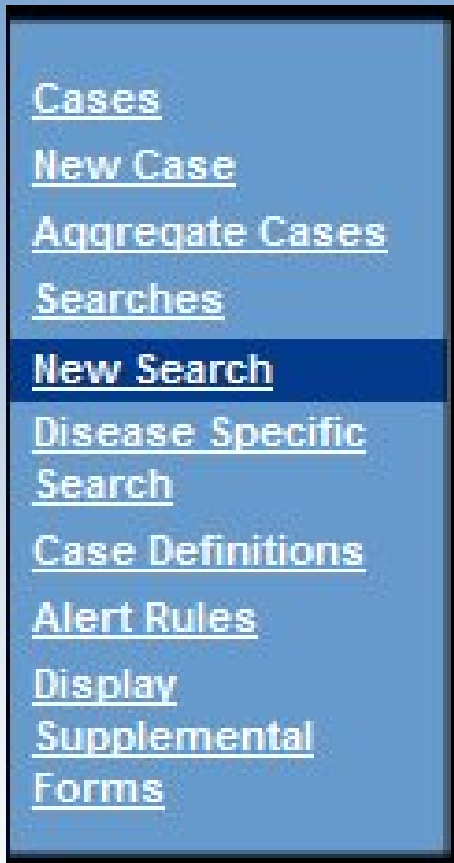 Cases
New Case
Aggregate Cases
Searches
New Search
Disease Specific
Search
Case Definitions
Alert Rules
Display
Supplemental
Forms